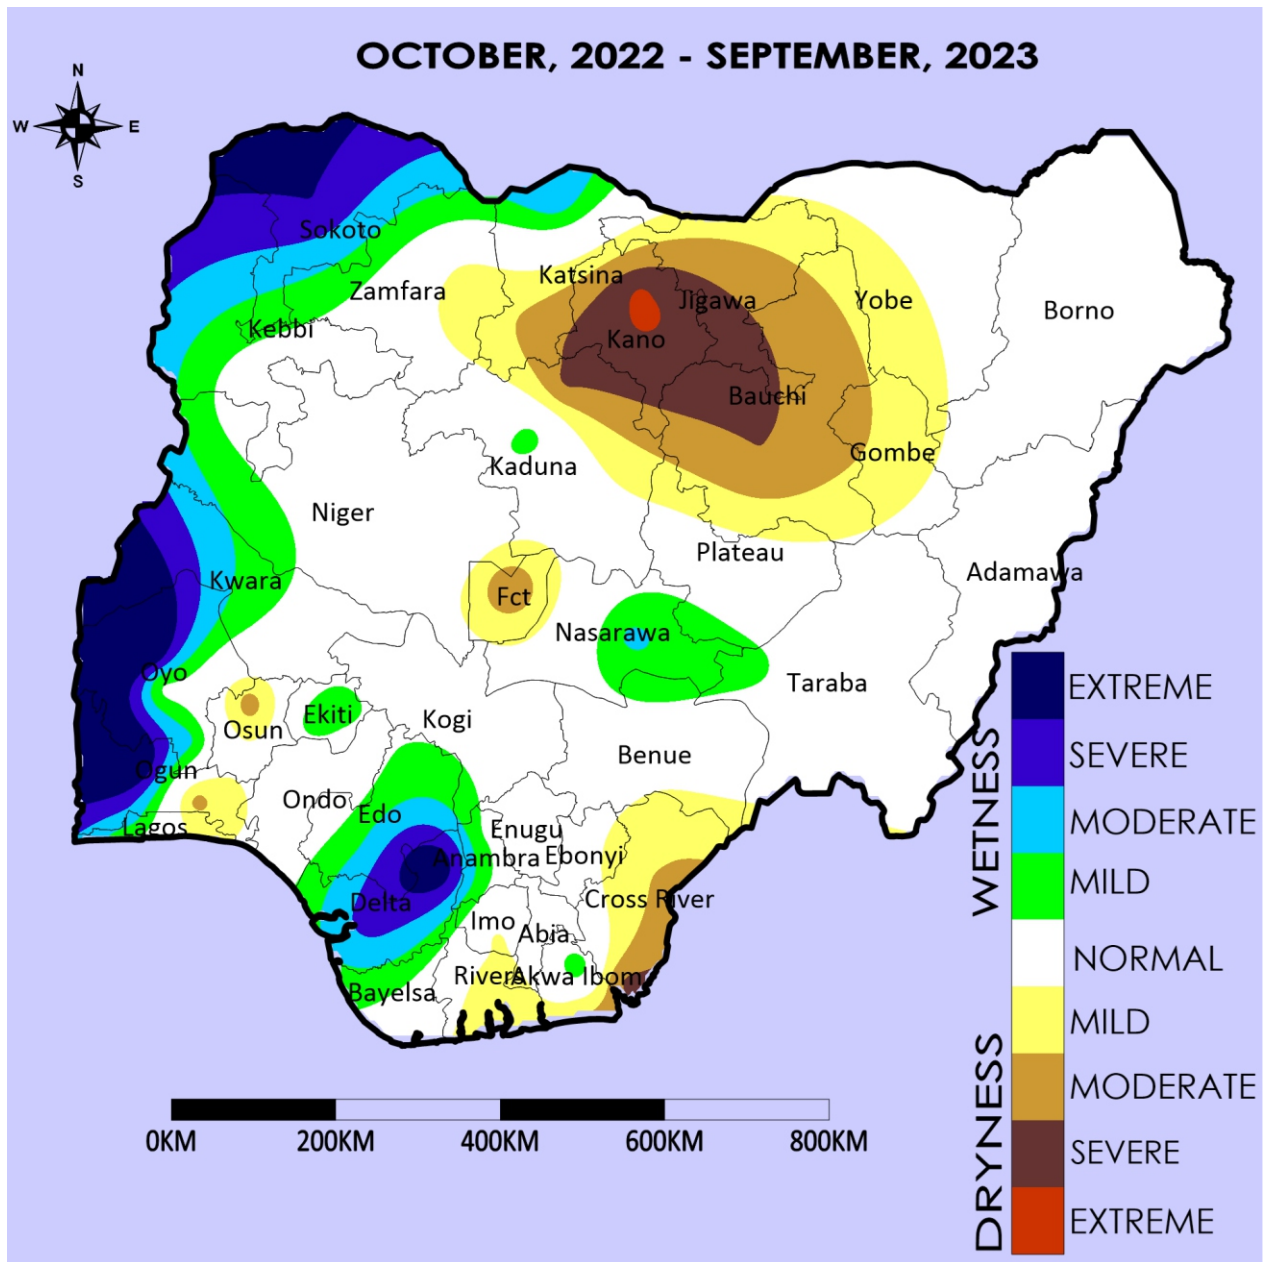 OCTOBER, 2022 - SEPTEMBER, 2023
N
W E
S
Sokoto
Katsina
Zamfara
Jigawa
Yobe
Borno
Kebbi
Kano
Bauchi
Gombe
Kaduna
Niger
Plateau
Adamawa
Kwara
Fct
Nasarawa
Oyo
Taraba
Ekiti
Osun
Kogi
Benue
Ogun
Ondo
Edo
Lagos
Enugu
Anambra
Ebonyi
Delta
Cross River
Imo
Abia
Rivers
Akwa Ibom
Bayelsa
WETNESS
EXTREME
SEVERE
MODERATE
MILD
NORMAL
DRYNESS
MILD
MODERATE
SEVERE
EXTREME
0KM 200KM 400KM 600KM 800KM